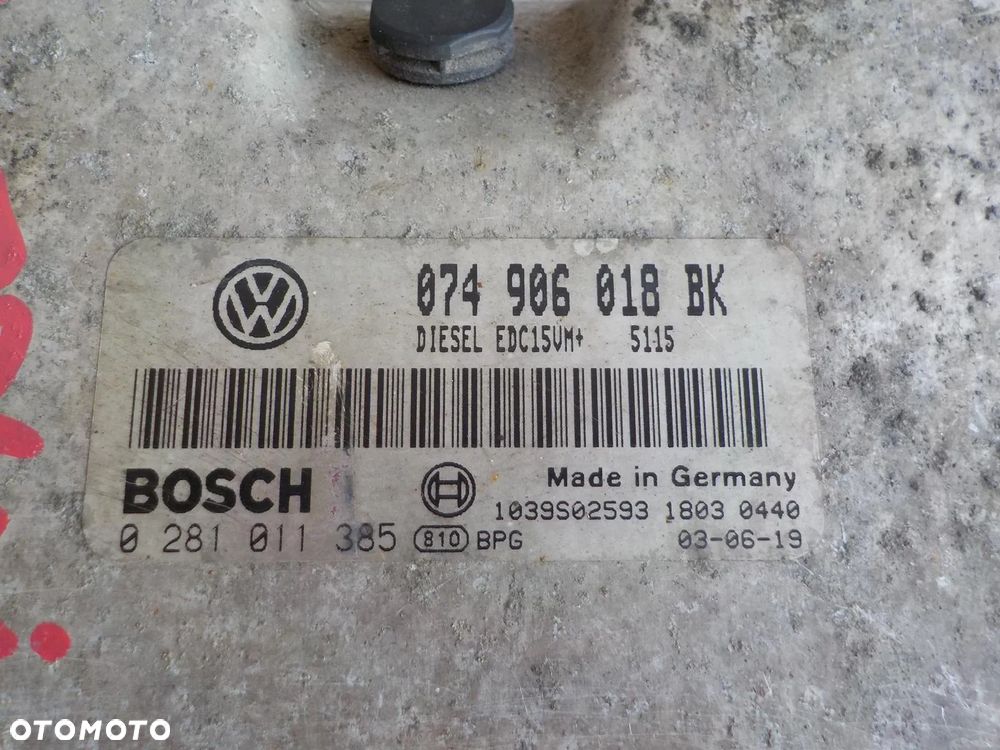 074 906 018 BK
DIESEL EDC15VM+ 5115
BOSCH
Made in Germany
1039S02593 1803 0440
0 281 011 385 810 BPG 03-06-19
OTOMOTO